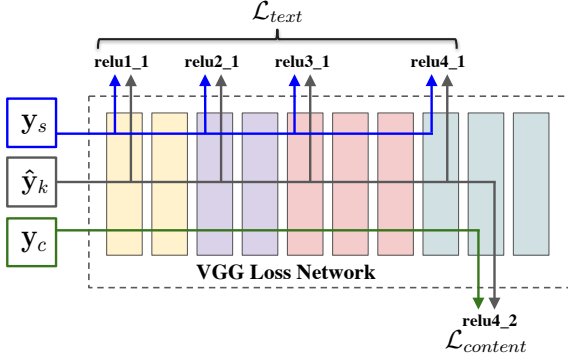 ℒ_text
relu1_1 relu2_1 relu3_1 relu4_1
y_s
ŷ_k
y_c
VGG Loss Network
relu4_2
ℒ_content